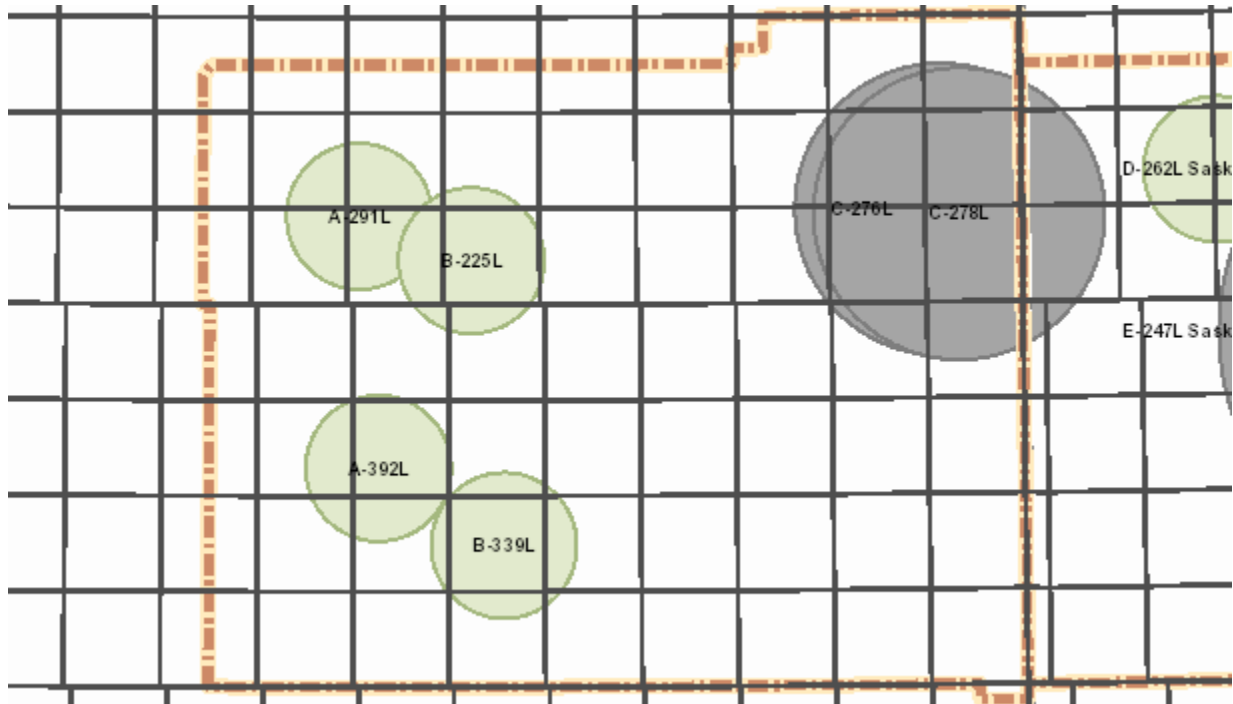 D-262L Sask
A-291L
C-276L
C-278L
B-225L
E-247L Sask
A-392L
B-339L